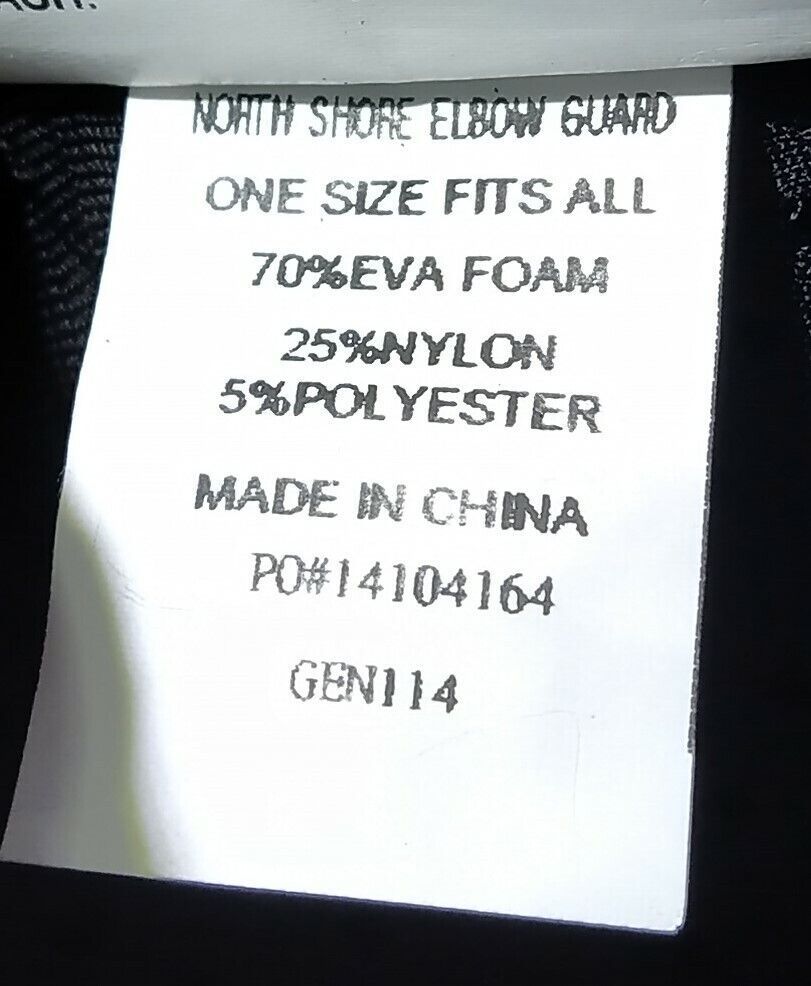 NORTH SHORE ELBOW GUARD
ONE SIZE FITS ALL
70%EVA FOAM
25%NYLON
5%POLYESTER
MADE IN CHINA
PO#14104164
GEN114